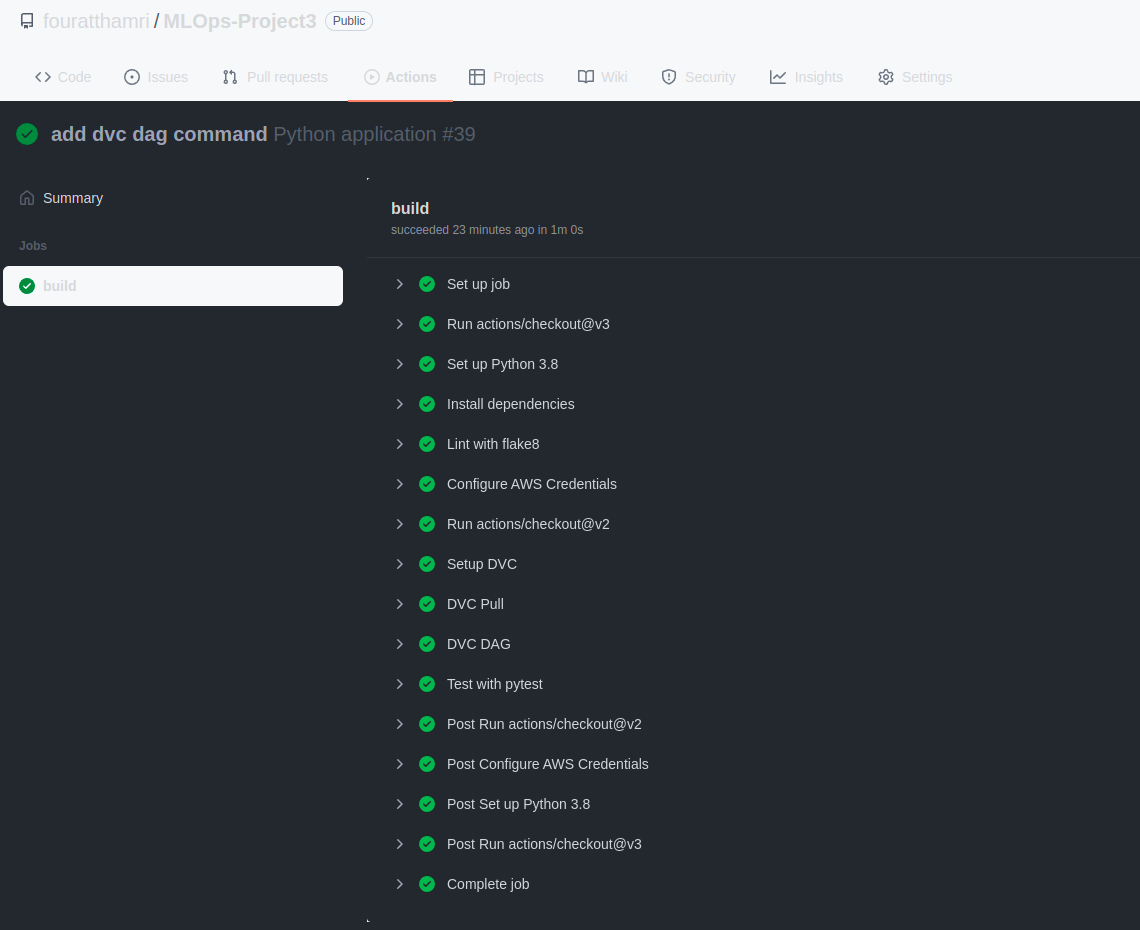 fouratthamri / MLOps-Project3 Public
Code Issues Pull requests Actions Projects Wiki Security Insights Settings
add dvc dag command Python application #39
Summary
Jobs
build
build
succeeded 23 minutes ago in 1m 0s
Set up job
Run actions/checkout@v3
Set up Python 3.8
Install dependencies
Lint with flake8
Configure AWS Credentials
Run actions/checkout@v2
Setup DVC
DVC Pull
DVC DAG
Test with pytest
Post Run actions/checkout@v2
Post Configure AWS Credentials
Post Set up Python 3.8
Post Run actions/checkout@v3
Complete job